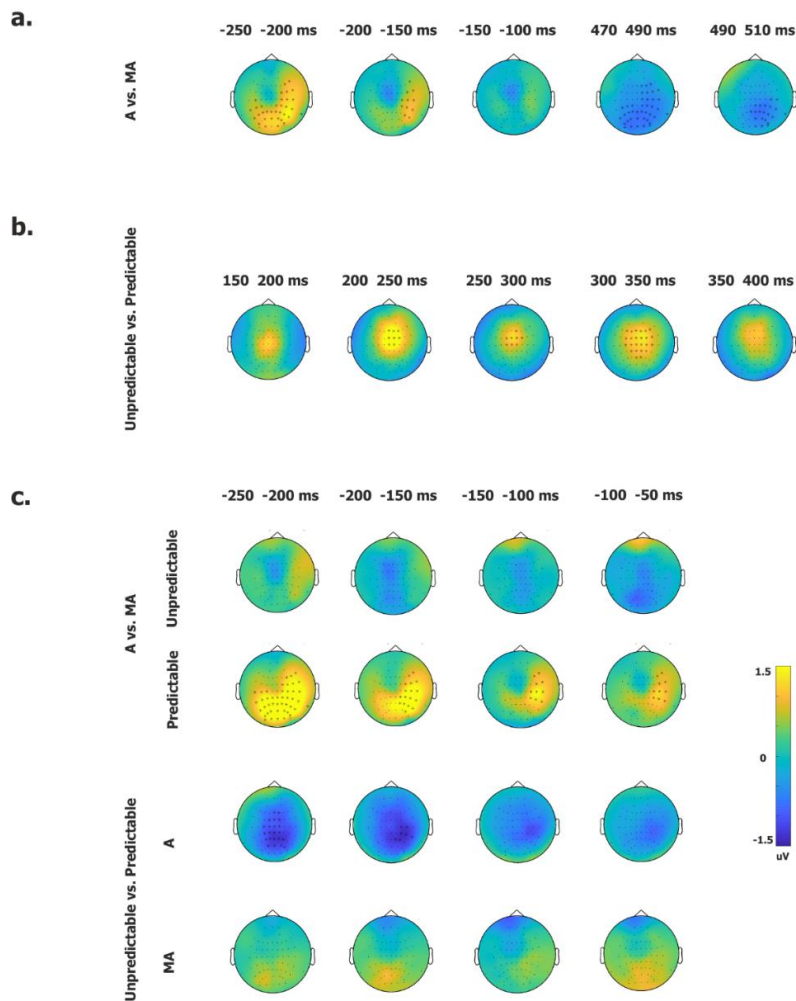 a.
-250 -200 ms -200 -150 ms -150 -100 ms 470 490 ms 490 510 ms
A vs. MA
b.
Unpredictable vs. Predictable
150 200 ms 200 250 ms 250 300 ms 300 350 ms 350 400 ms
c.
-250 -200 ms -200 -150 ms -150 -100 ms -100 -50 ms
A vs. MA
Unpredictable
Predictable
1.5
0
-1.5
uV
Unpredictable vs. Predictable
A
MA